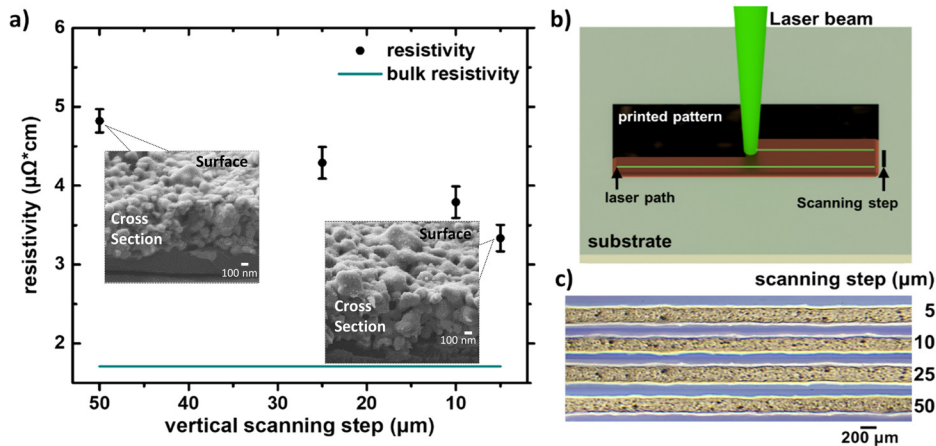 a)
6
5
4
3
2
resistivity (μΩ*cm)
resistivity
bulk resistivity
Surface
Cross
Section
100 nm
Surface
Cross
Section
100 nm
50 40 30 20 10
vertical scanning step (μm)
b)
Laser beam
printed pattern
laser path
Scanning step
substrate
c)
scanning step (μm)
5
10
25
50
200 μm